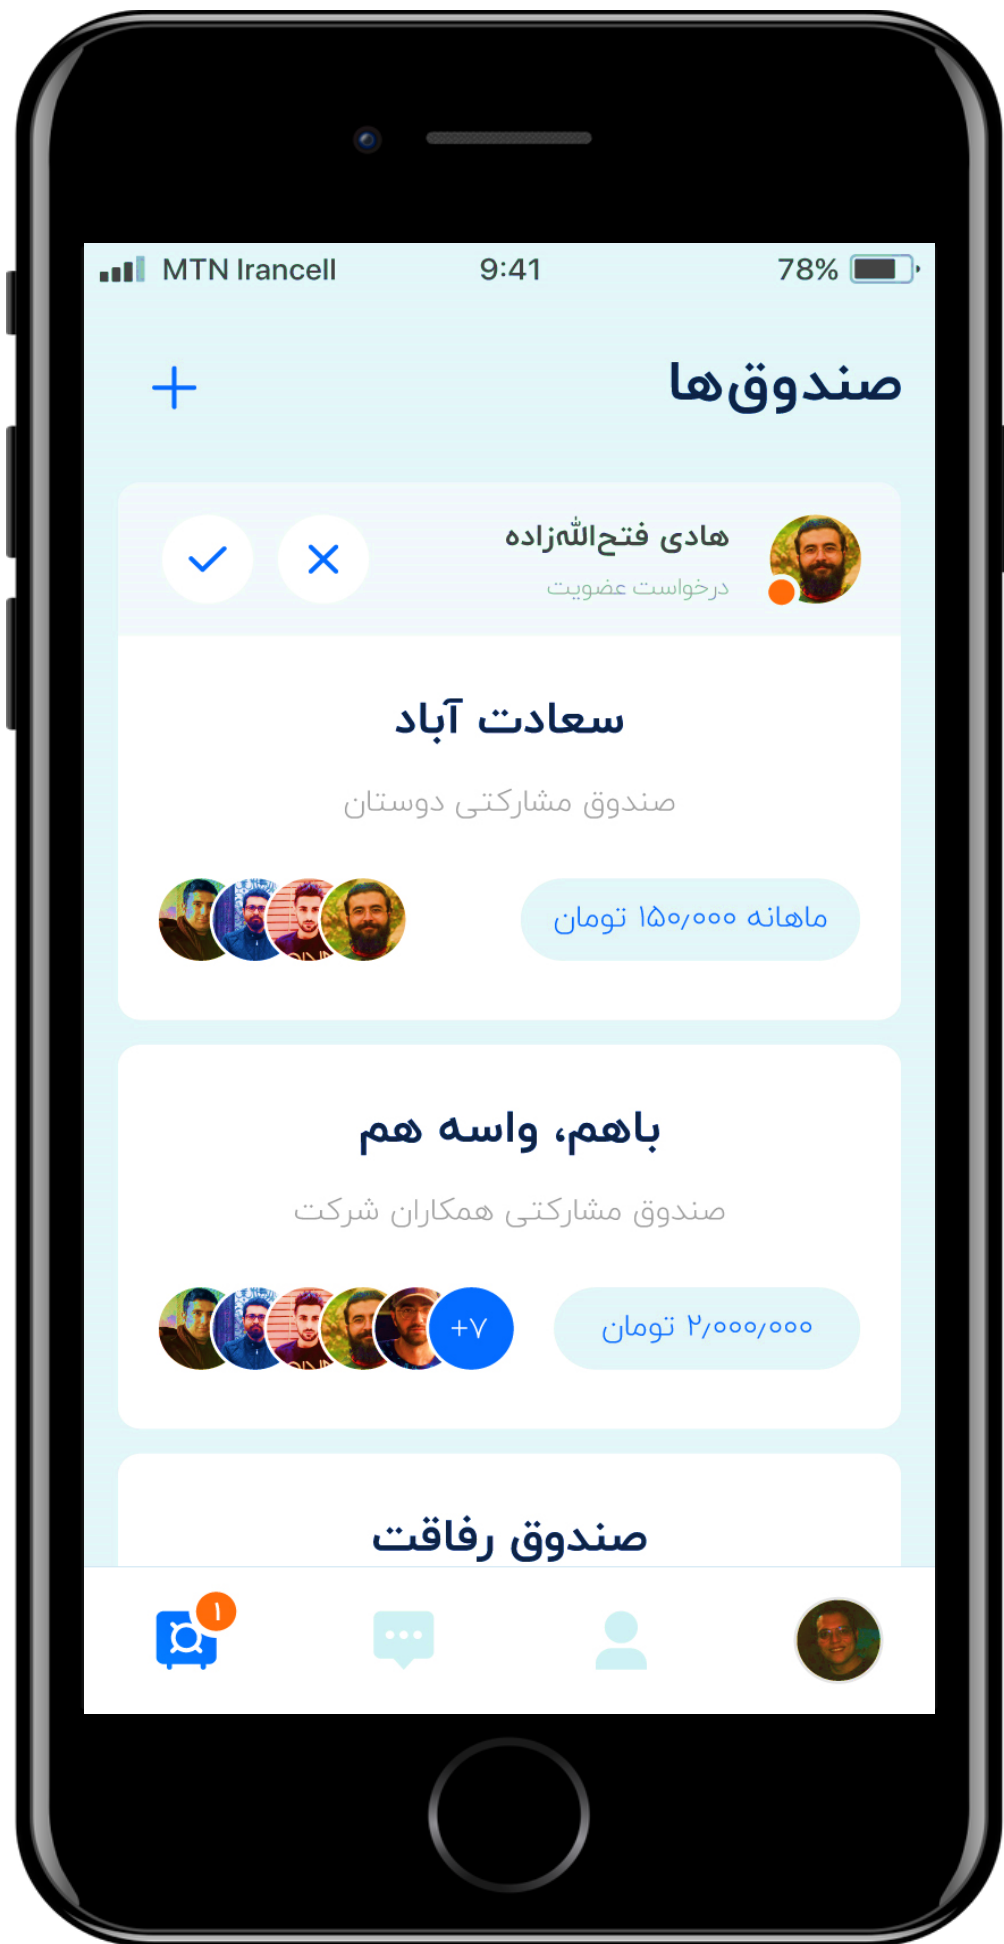 MTN Irancell 9:41 78%
صندوق‌ها
هادی فتح‌الله‌زاده
درخواست عضویت
سعادت آباد
صندوق مشارکتی دوستان
ماهانه ۱۵۰٫۰۰۰ تومان
باهم، واسه هم
صندوق مشارکتی همکاران شرکت
۲٫۰۰۰٫۰۰۰ تومان
+۷
صندوق رفاقت
۱